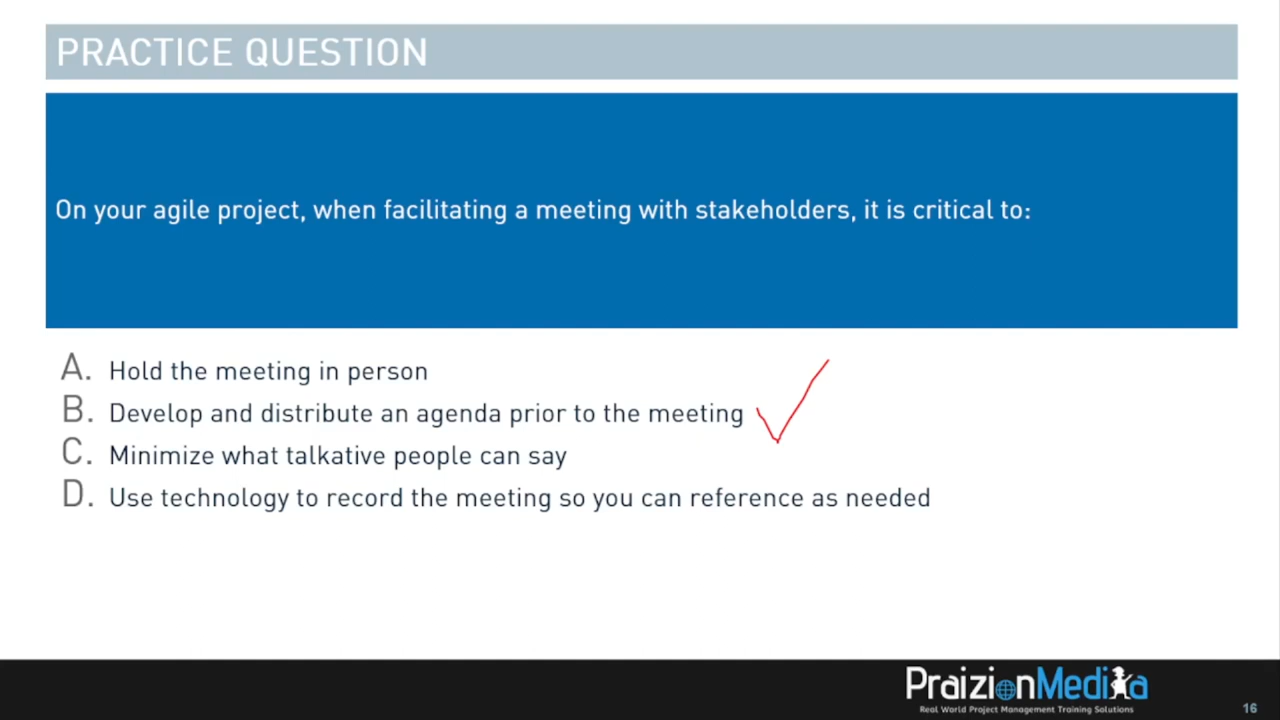 PRACTICE QUESTION
On your agile project, when facilitating a meeting with stakeholders, it is critical to:
A. Hold the meeting in person
B. Develop and distribute an agenda prior to the meeting
C. Minimize what talkative people can say
D. Use technology to record the meeting so you can reference as needed
PraizionMedia
Real World Project Management Training Solutions
16